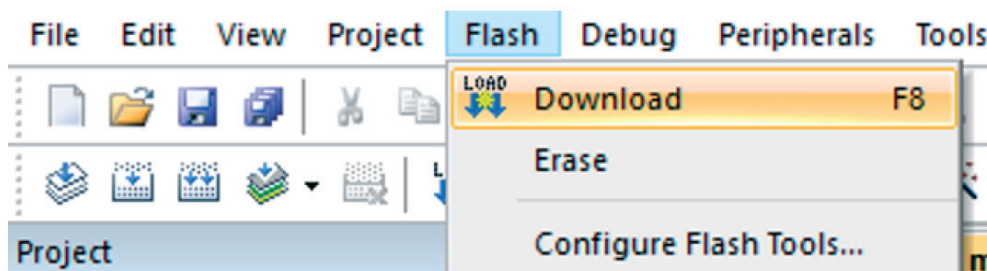 File Edit View Project Flash Debug Peripherals Tools
LOAD Download F8
Erase
Configure Flash Tools...
Project